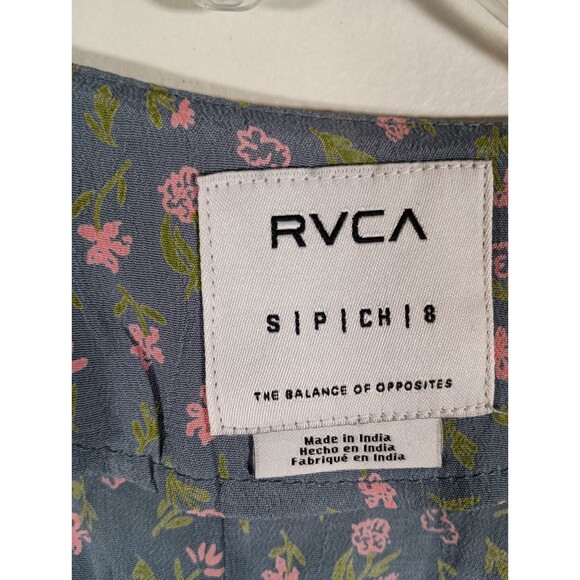 RVCA
S | P | CH | 8
THE BALANCE OF OPPOSITES
Made in India
Hecho en India
Fabriqué en India